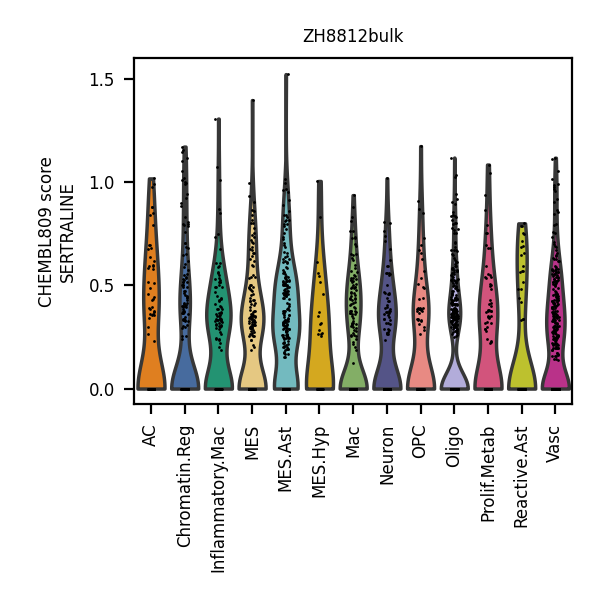 ZH8812bulk
CHEMBL809 score
SERTRALINE
1.5
1.0
0.5
0.0
AC
Chromatin.Reg
Inflammatory.Mac
MES
MES.Ast
MES.Hyp
Mac
Neuron
OPC
Oligo
Prolif.Metab
Reactive.Ast
Vasc